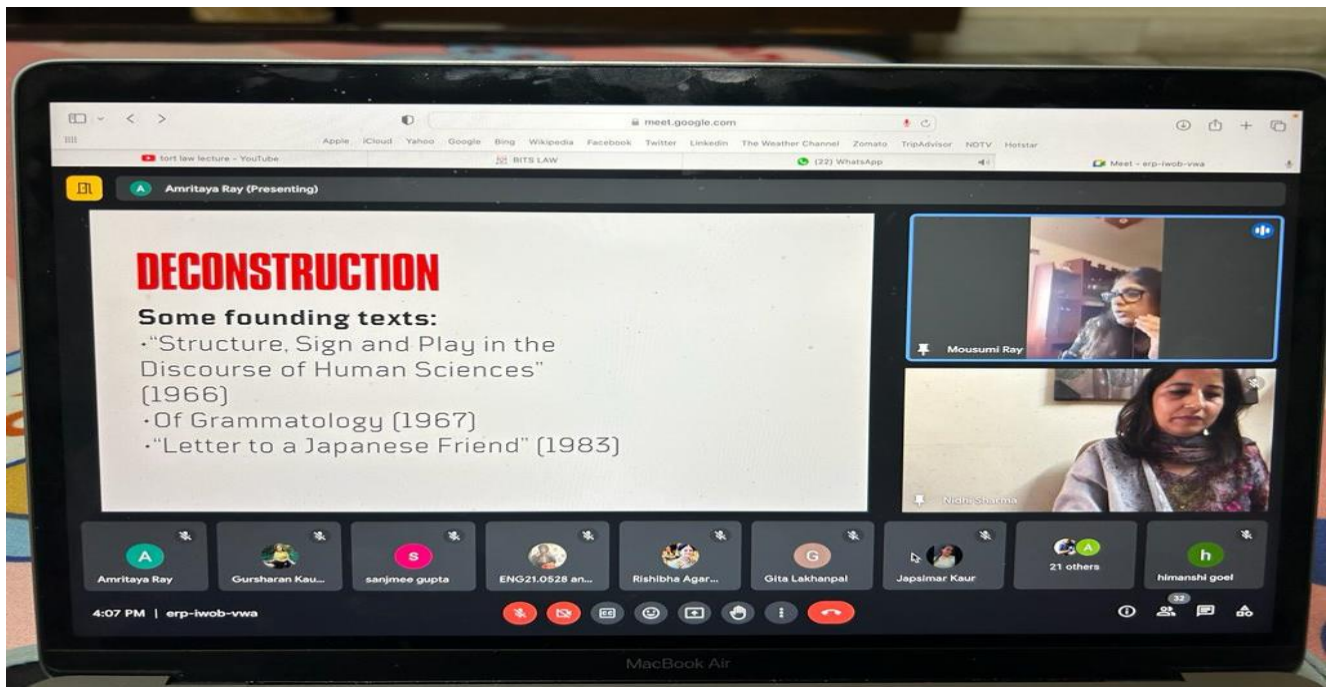 meet.google.com
Apple iCloud Yahoo Google Bing Wikipedia Facebook Twitter LinkedIn The Weather Channel Zomato TripAdvisor NDTV Hotstar
tort law lecture - YouTube
BITS LAW
(22) WhatsApp
Meet - erp-iwob-vwa
A Amritaya Ray (Presenting)
DECONSTRUCTION
Some founding texts:
•"Structure, Sign and Play in the
Discourse of Human Sciences"
(1966)
•Of Grammatology (1967)
•"Letter to a Japanese Friend" (1983)
Mousumi Ray
Nidhi Sharma
A
Amritaya Ray
Gursharan Kau...
s
sanjmee gupta
ENG21.0528 an...
Rishibha Agar...
G
Gita Lakhanpal
Japsimar Kaur
A
21 others
h
himanshi goel
4:07 PM | erp-iwob-vwa
CC
32
MacBook Air